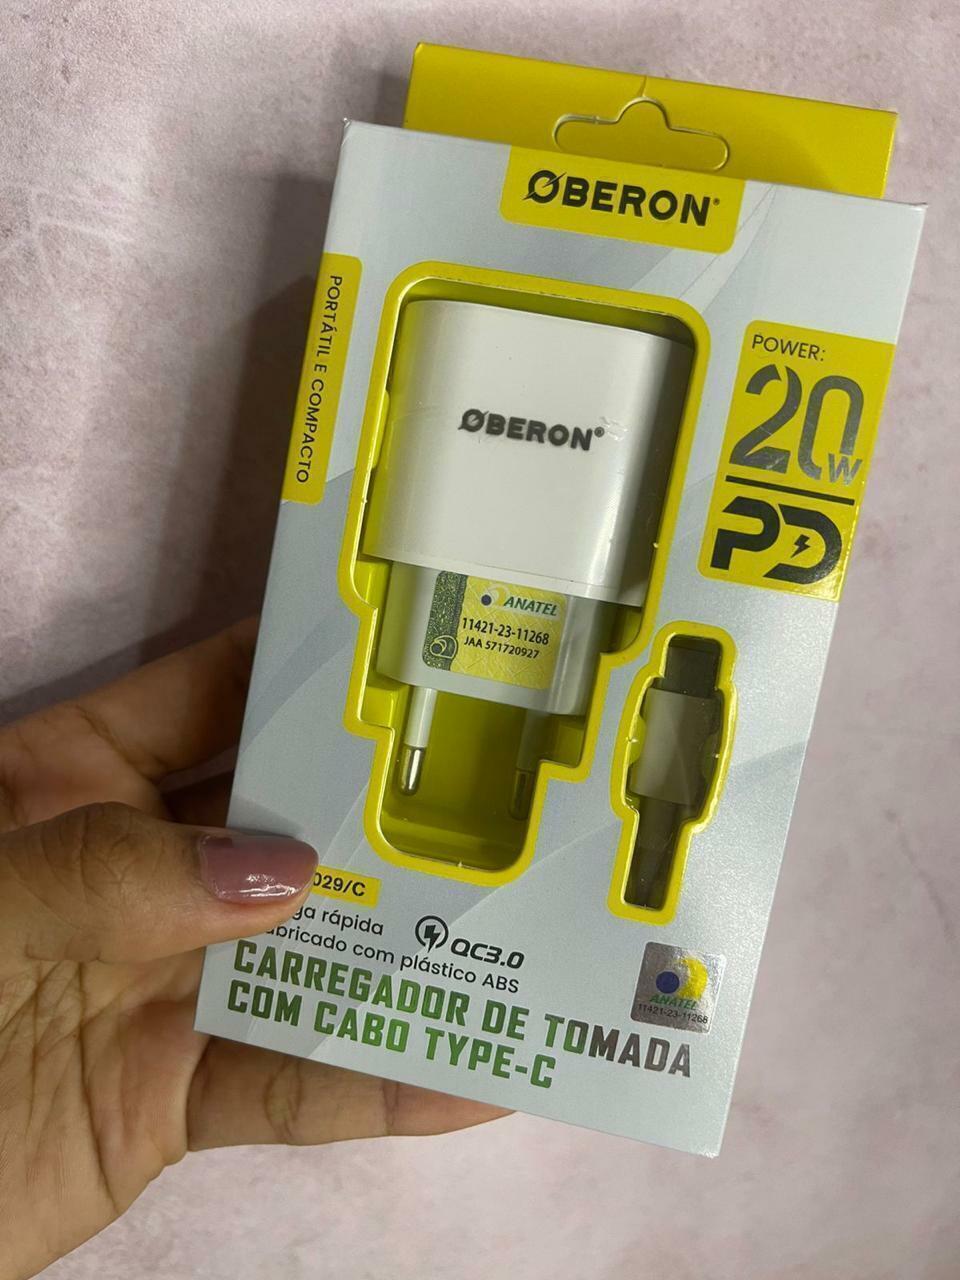 ØBERON®
PORTÁTIL E COMPACTO
POWER:
20W
PD
ØBERON®
ANATEL
11421-23-11268
JAA 571720927
029/C
rápida
QC3.0
com plástico ABS
CARREGADOR DE TOMADA
COM CABO TYPE-C
ANATEL
11421-23-11268